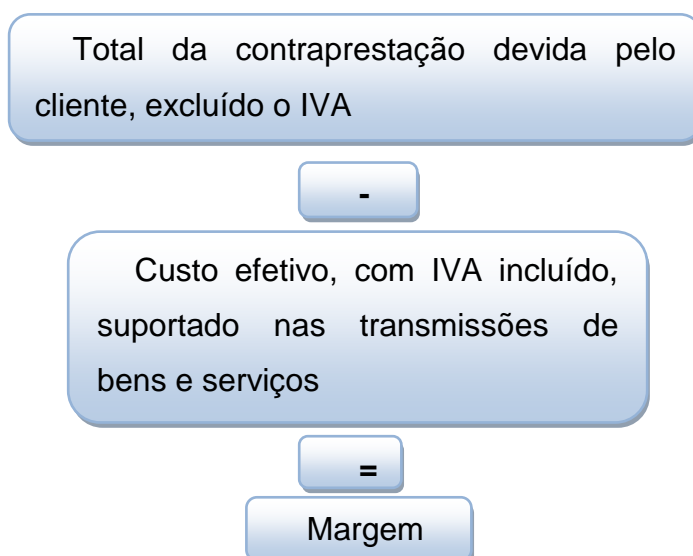 Total da contraprestação devida pelo
cliente, excluído o IVA
-
Custo efetivo, com IVA incluído,
suportado nas transmissões de
bens e serviços
=
Margem